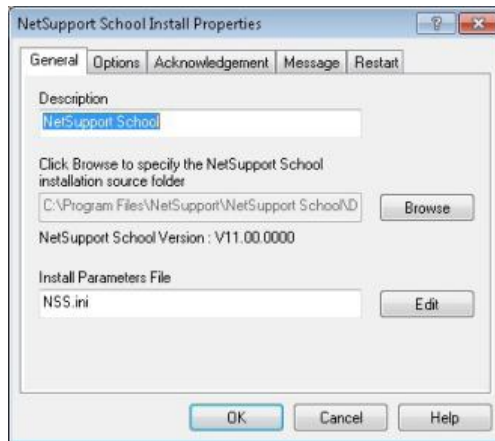 NetSupport School Install Properties
General Options Acknowledgement Message Restart
Description
NetSupport School
Click Browse to specify the NetSupport School
installation source folder
C:\Program Files\NetSupport\NetSupport School\D
Browse
NetSupport School Version : V11.00.0000
Install Parameters File
NSS.ini
Edit
OK Cancel Help